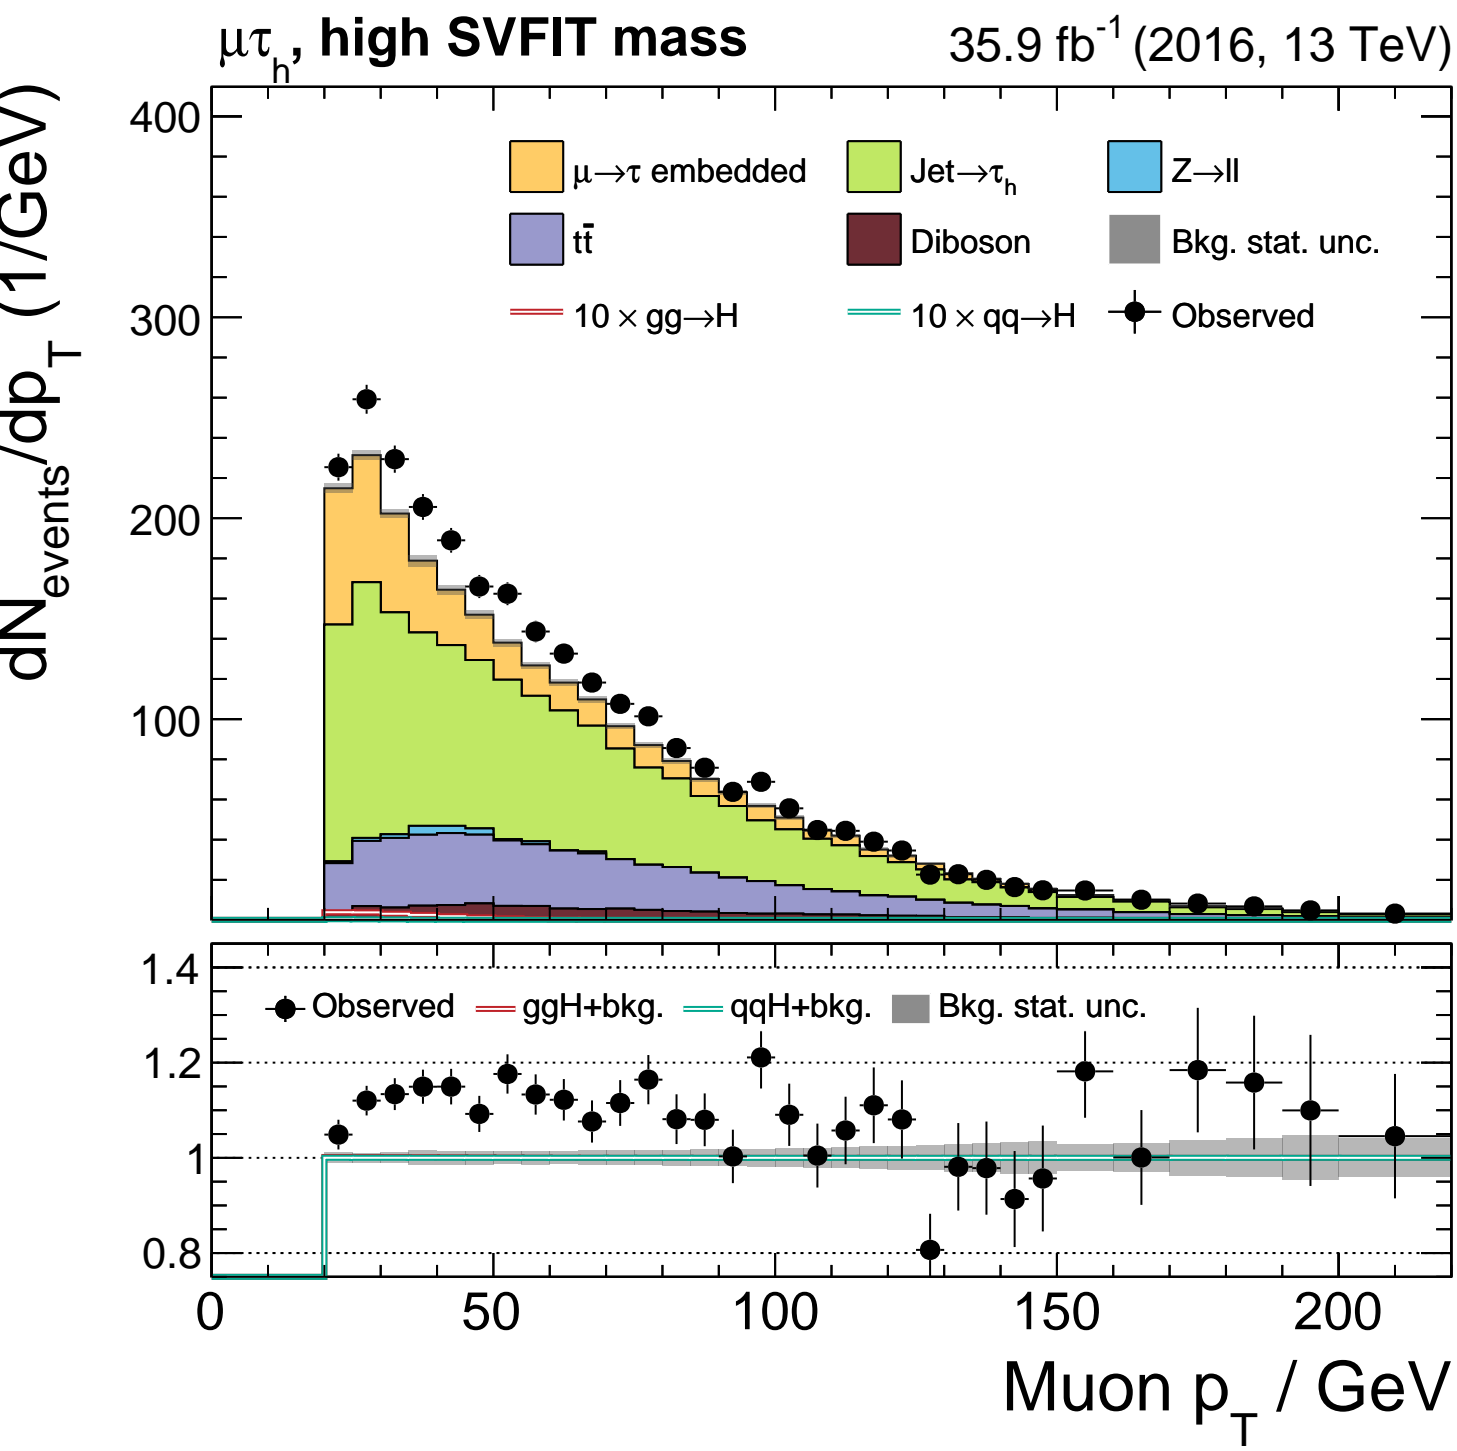 μτh, high SVFIT mass 35.9 fb-1 (2016, 13 TeV)
dNevents/dpT (1/GeV)
400
300
200
100
μ→τ embedded Jet→τh Z→ll
tt̄ Diboson Bkg. stat. unc.
10 × gg→H 10 × qq→H Observed
1.4
1.2
1
0.8
Observed ggH+bkg. qqH+bkg. Bkg. stat. unc.
0 50 100 150 200
Muon pT / GeV